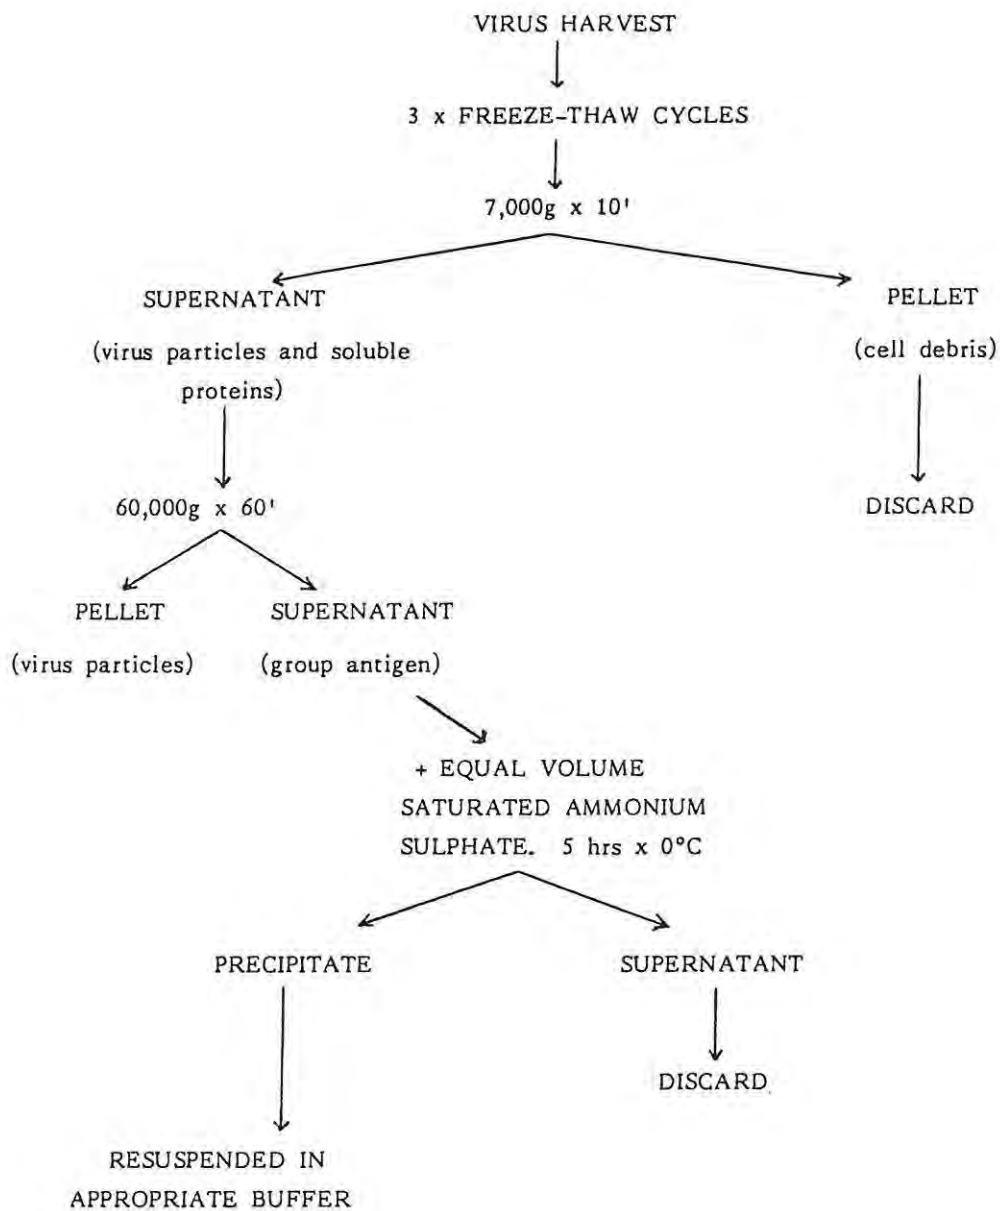 VIRUS HARVEST
3 x FREEZE-THAW CYCLES
7,000g x 10'
SUPERNATANT
(virus particles and soluble
proteins)
PELLET
(cell debris)
DISCARD
60,000g x 60'
PELLET
(virus particles)
SUPERNATANT
(group antigen)
+ EQUAL VOLUME
SATURATED AMMONIUM
SULPHATE. 5 hrs x 0°C
PRECIPITATE
RESUSPENDED IN
APPROPRIATE BUFFER
SUPERNATANT
DISCARD